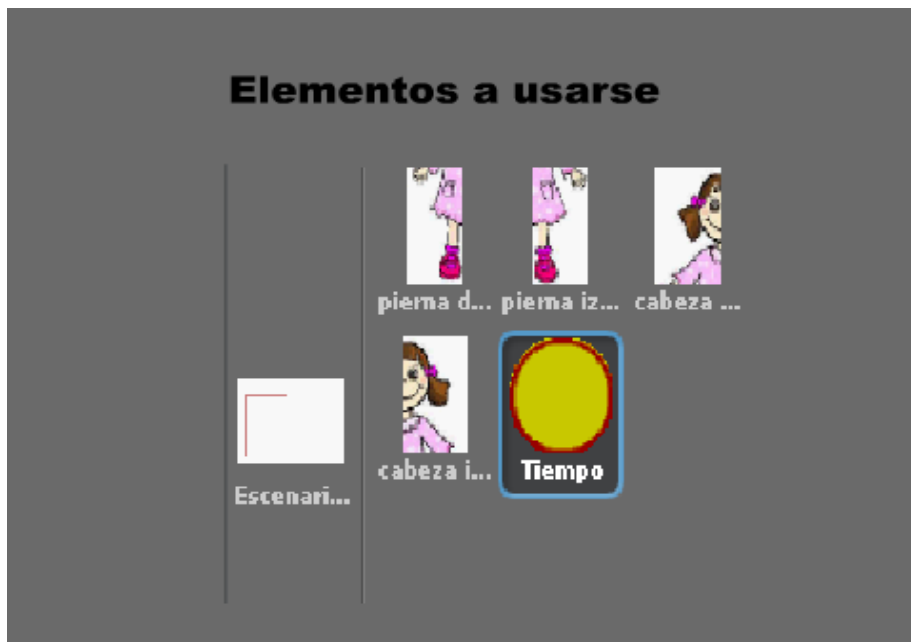 Elementos a usarse
pierna d... pierna iz... cabeza ...
cabeza i... Tiempo
Escenari...